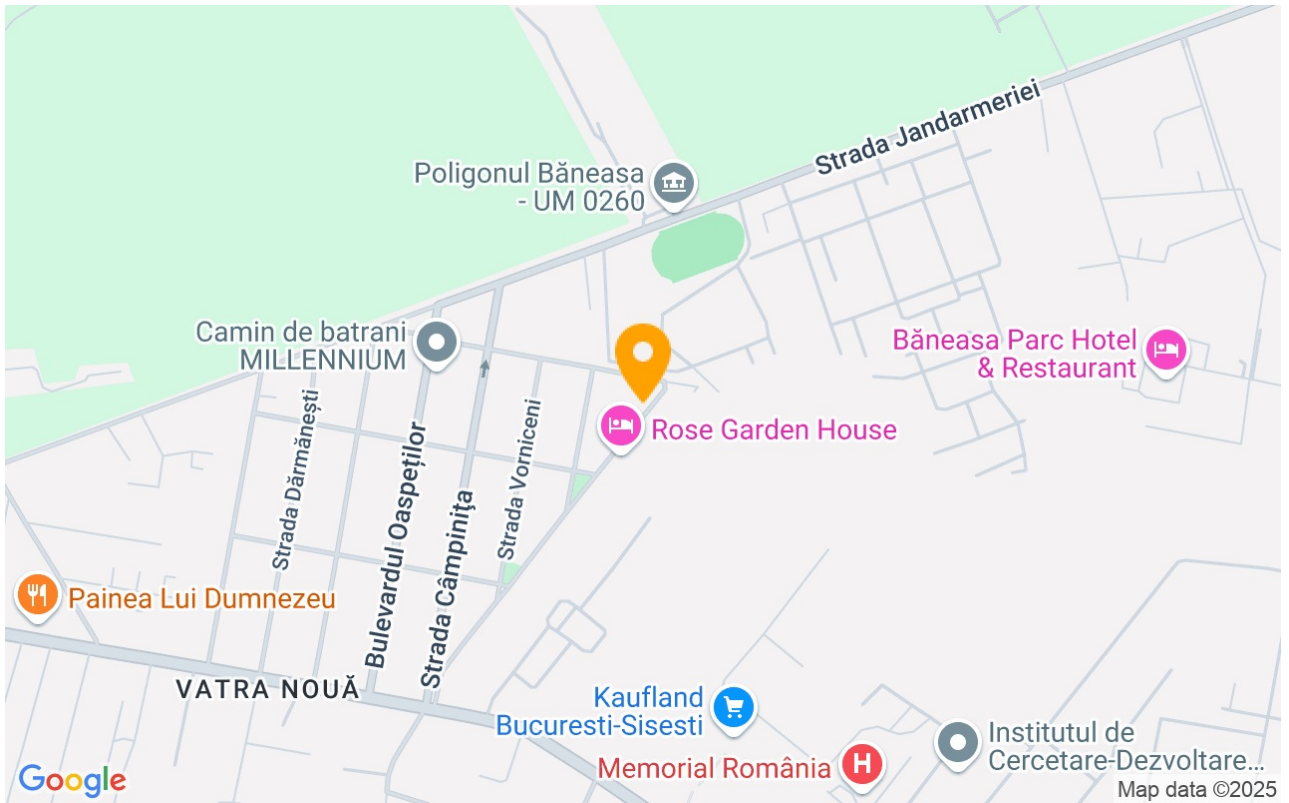 Strada Jandarmeriei
Poligonul Băneasa
- UM 0260
Camin de batrani
MILLENNIUM
Băneasa Parc Hotel
& Restaurant
Strada Dărmănești
Bulevardul Oaspeților
Strada Câmpiniţa
Strada Vorniceni
Rose Garden House
Painea Lui Dumnezeu
VATRA NOUĂ
Kaufland
Bucuresti-Sisesti
Memorial România
H
Institutul de
Cercetare-Dezvoltare...
Google
Map data ©2025